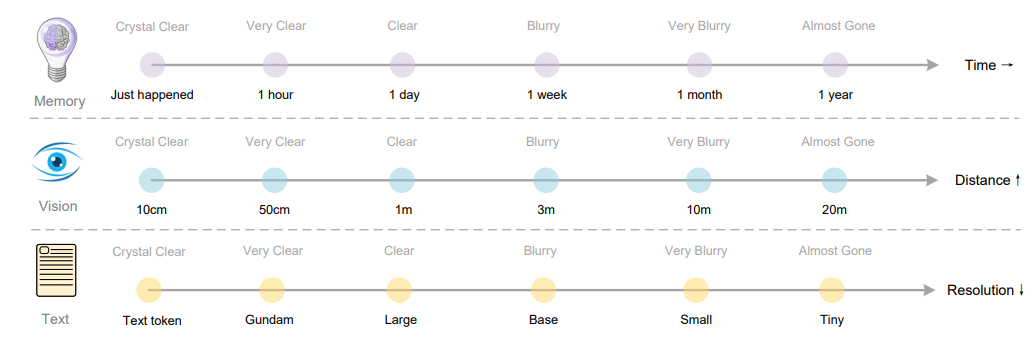 Crystal Clear Very Clear Clear Blurry Very Blurry Almost Gone
Time →
Memory Just happened 1 hour 1 day 1 week 1 month 1 year
Crystal Clear Very Clear Clear Blurry Very Blurry Almost Gone
Distance ↑
Vision 10cm 50cm 1m 3m 10m 20m
Crystal Clear Very Clear Clear Blurry Very Blurry Almost Gone
Resolution ↓
Text Text token Gundam Large Base Small Tiny